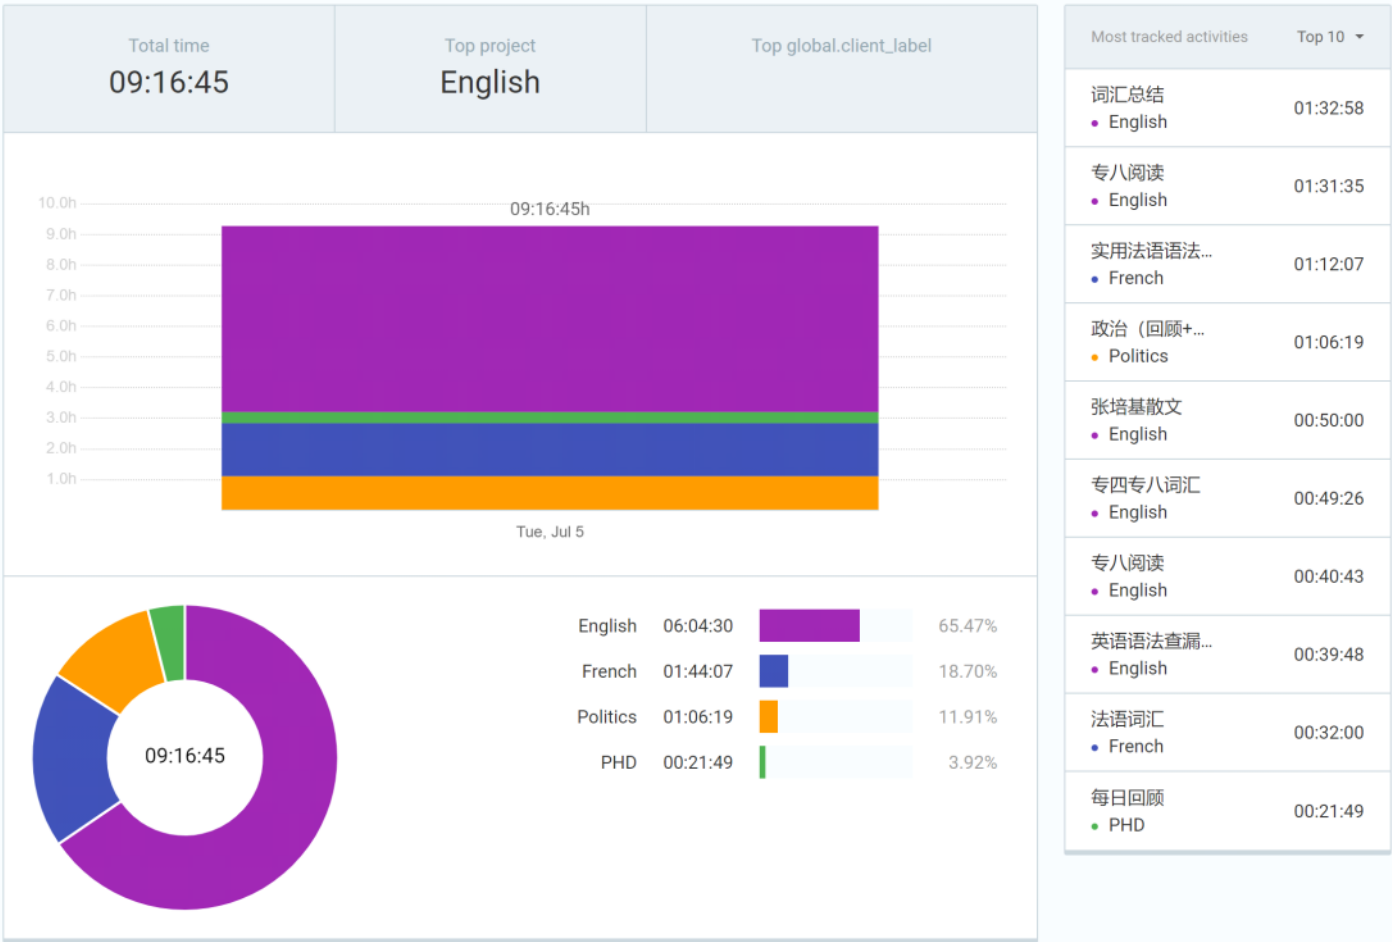 Total time
09:16:45
Top project
English
Top global.client_label
10.0h
9.0h
8.0h
7.0h
6.0h
5.0h
4.0h
3.0h
2.0h
1.0h
09:16:45h
Tue, Jul 5
09:16:45
English 06:04:30 65.47%
French 01:44:07 18.70%
Politics 01:06:19 11.91%
PHD 00:21:49 3.92%
Most tracked activities Top 10
词汇总结
English
01:32:58
专八阅读
English
01:31:35
实用法语语法...
French
01:12:07
政治（回顾+...
Politics
01:06:19
张培基散文
English
00:50:00
专四专八词汇
English
00:49:26
专八阅读
English
00:40:43
英语语法查漏...
English
00:39:48
法语词汇
French
00:32:00
每日回顾
PHD
00:21:49